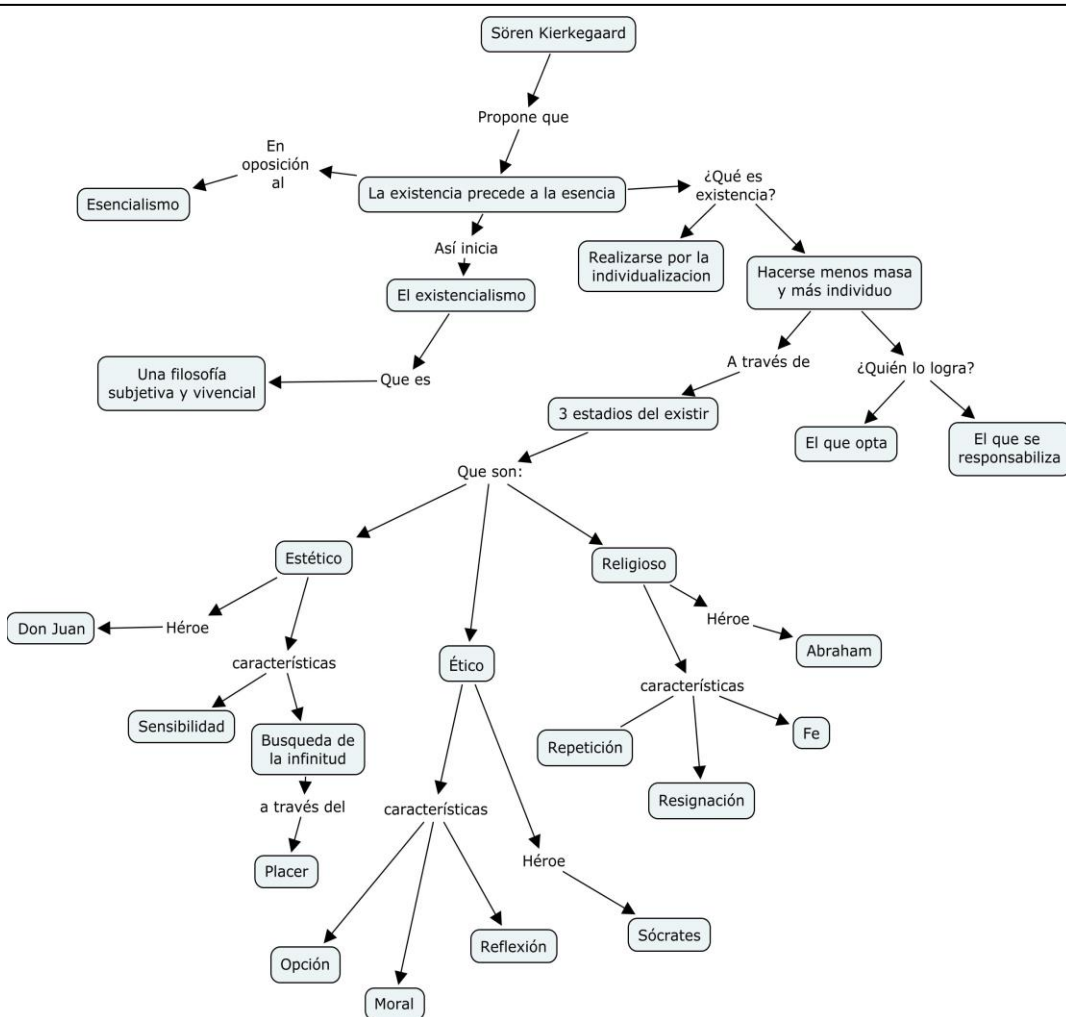 Sören Kierkegaard
Propone que
En
oposición
al
Esencialismo
La existencia precede a la esencia
¿Qué es
existencia?
Así inicia
El existencialismo
Realizarse por la
individualizacion
Hacerse menos masa
y más individuo
Que es
Una filosofía
subjetiva y vivencial
A través de
¿Quién lo logra?
3 estadios del existir
El que opta
El que se
responsabiliza
Que son:
Estético
Héroe
Don Juan
características
Sensibilidad
Busqueda de
la infinitud
a través del
Placer
Ético
características
Opción
Moral
Reflexión
Héroe
Sócrates
Religioso
Héroe
Abraham
características
Repetición
Resignación
Fe